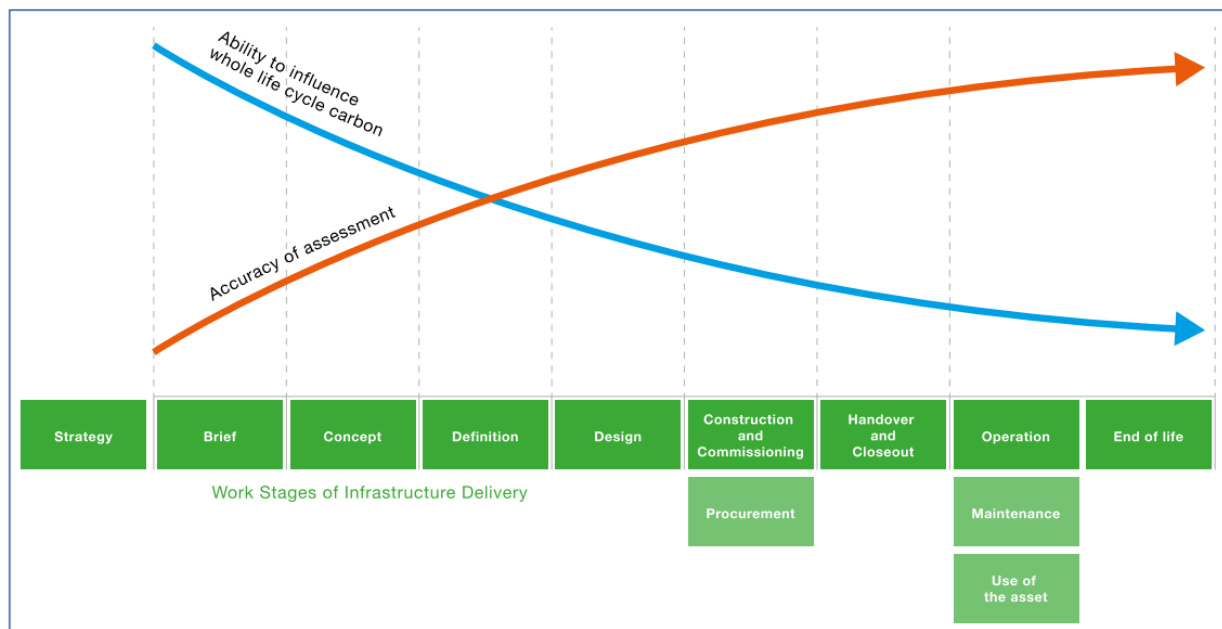 Ability to influence
whole life cycle carbon
Accuracy of assessment
Strategy
Brief
Concept
Definition
Design
Construction
and
Commissioning
Handover
and
Closeout
Operation
End of life
Work Stages of Infrastructure Delivery
Procurement
Maintenance
Use of
the asset